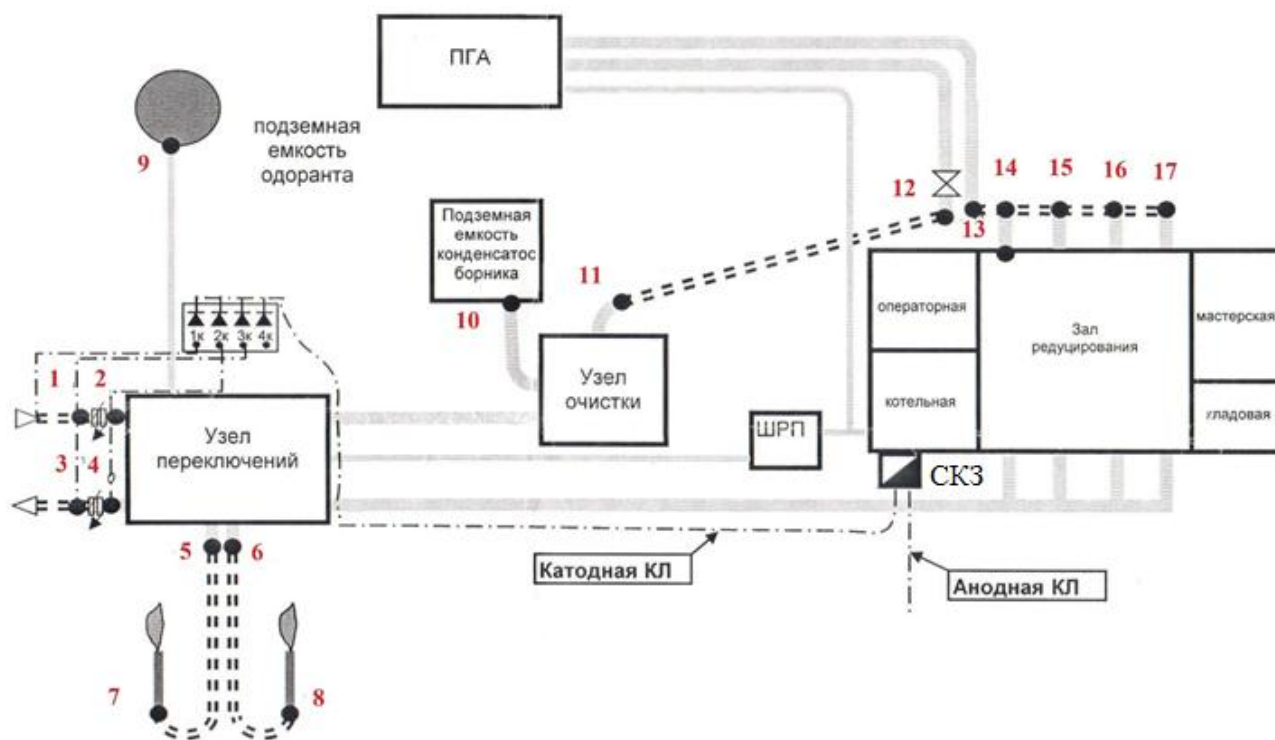 ПГА
подземная
емкость
одоранта
9
12
14
15
16
17
13
Подземная
емкость
конденсатос
борника
10
11
1к 2к 3к 4к
1
2
3
4
Узел
переключений
Узел
очистки
ШРП
операторная
котельная
Зал
редуцирования
мастерская
кладовая
СКЗ
5
6
Катодная КЛ
Анодная КЛ
7
8